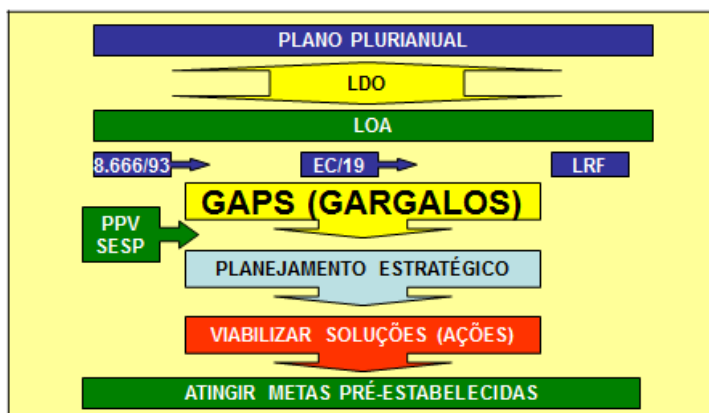 PLANO PLURIANUAL
LDO
LOA
8.666/93
EC/19
LRF
GAPS (GARGALOS)
PPV
SESP
PLANEJAMENTO ESTRATÉGICO
VIABILIZAR SOLUÇÕES (AÇÕES)
ATINGIR METAS PRÉ-ESTABELECIDAS